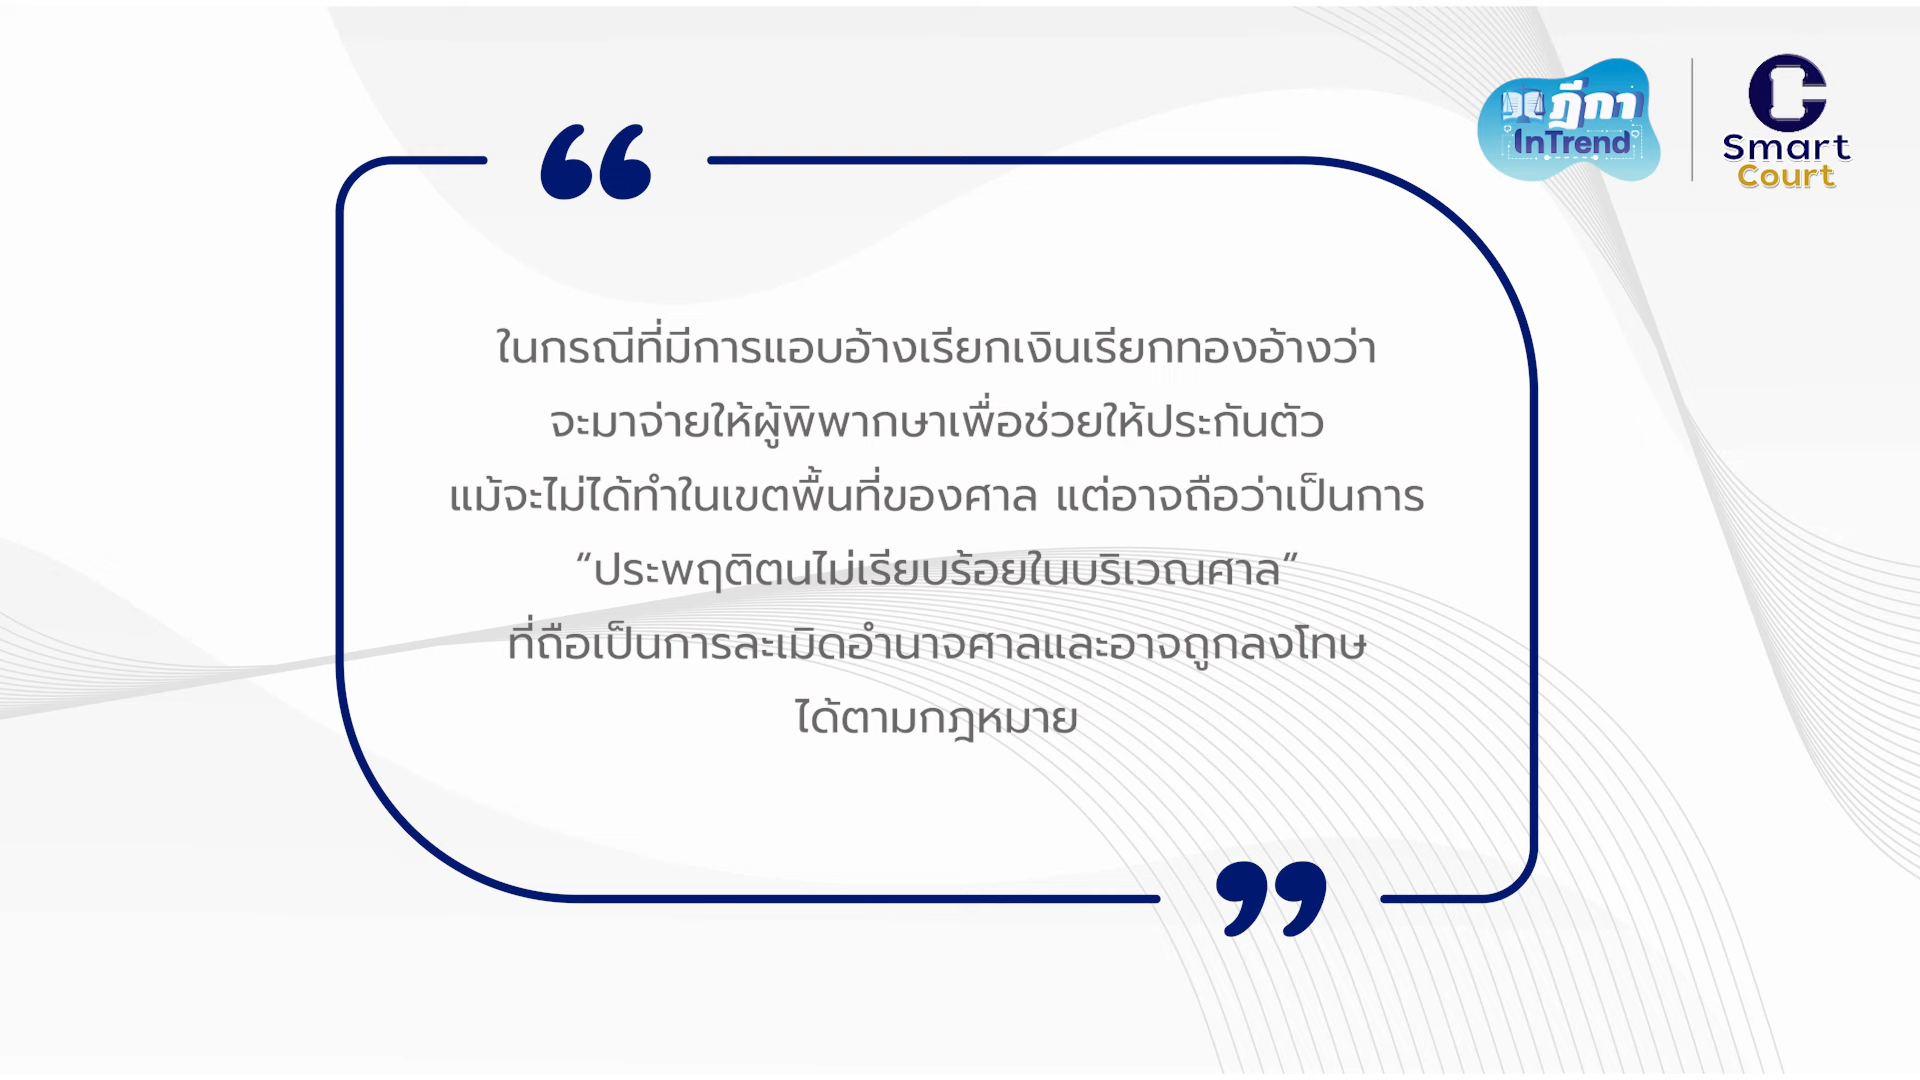 ฎีกา
InTrend
Smart
Court
ในกรณีที่มีการแอบอ้างเรียกเงินเรียกทองอ้างว่า
จะมาจ่ายให้ผู้พิพากษาเพื่อช่วยให้ประกันตัว
แม้จะไม่ได้ทำในเขตพื้นที่ของศาล แต่อาจถือว่าเป็นการ
“ประพฤติตนไม่เรียบร้อยในบริเวณศาล”
ที่ถือเป็นการละเมิดอำนาจศาลและอาจถูกลงโทษ
ได้ตามกฎหมาย